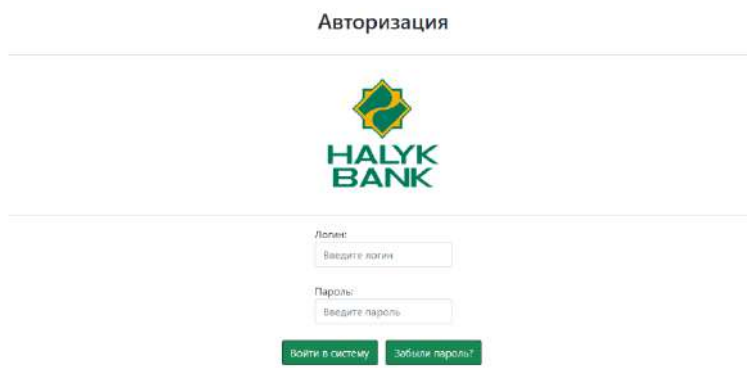 Авторизация
HALYK
BANK
Логин:
Введите логин
Пароль:
Введите пароль
Войти в систему Забыли пароль?